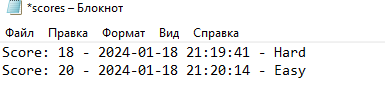 *scores – Блокнот
Файл Правка Формат Вид Справка
Score: 18 - 2024-01-18 21:19:41 - Hard
Score: 20 - 2024-01-18 21:20:14 - Easy